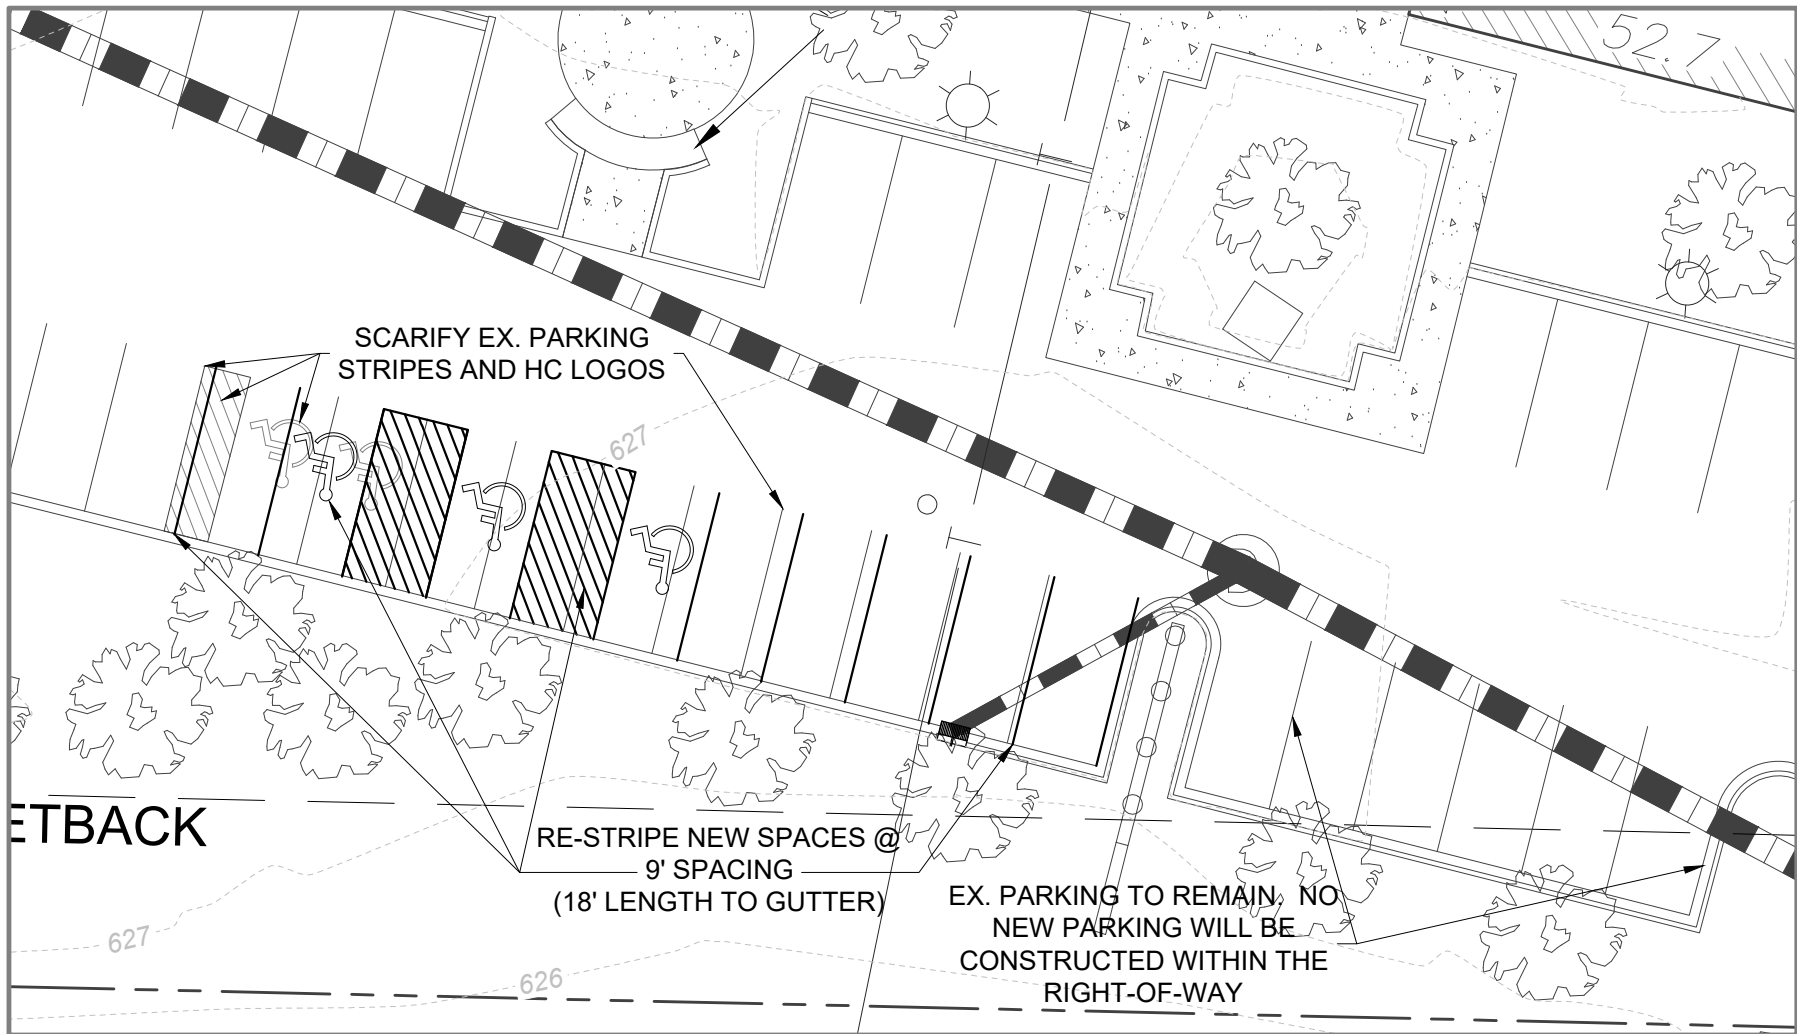 52.7
SCARIFY EX. PARKING
STRIPES AND HC LOGOS
627
ETBACK
RE-STRIPE NEW SPACES @
9' SPACING
(18' LENGTH TO GUTTER)
EX. PARKING TO REMAIN. NO
NEW PARKING WILL BE
CONSTRUCTED WITHIN THE
RIGHT-OF-WAY
627
626